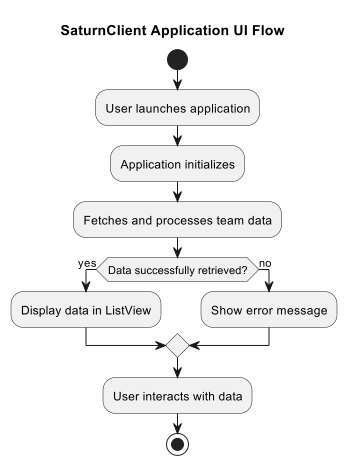 SaturnClient Application UI Flow
User launches application
Application initializes
Fetches and processes team data
yes
Data successfully retrieved?
no
Display data in ListView
Show error message
User interacts with data